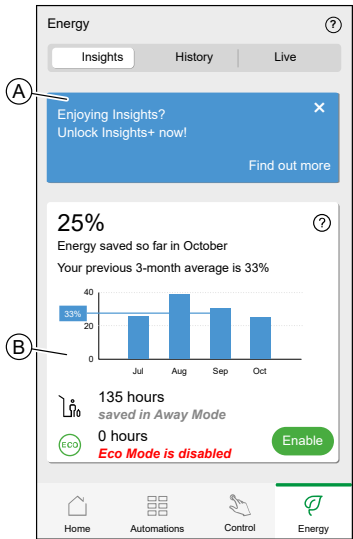 Energy
?
Insights
History
Live
A
Enjoying Insights?
Unlock Insights+ now!
×
Find out more
25%
?
Energy saved so far in October
Your previous 3-month average is 33%
40
33%
20
B
0
Jul
Aug
Sep
Oct
135 hours
saved in Away Mode
ECO
0 hours
Eco Mode is disabled
Enable
Home
Automations
Control
Energy